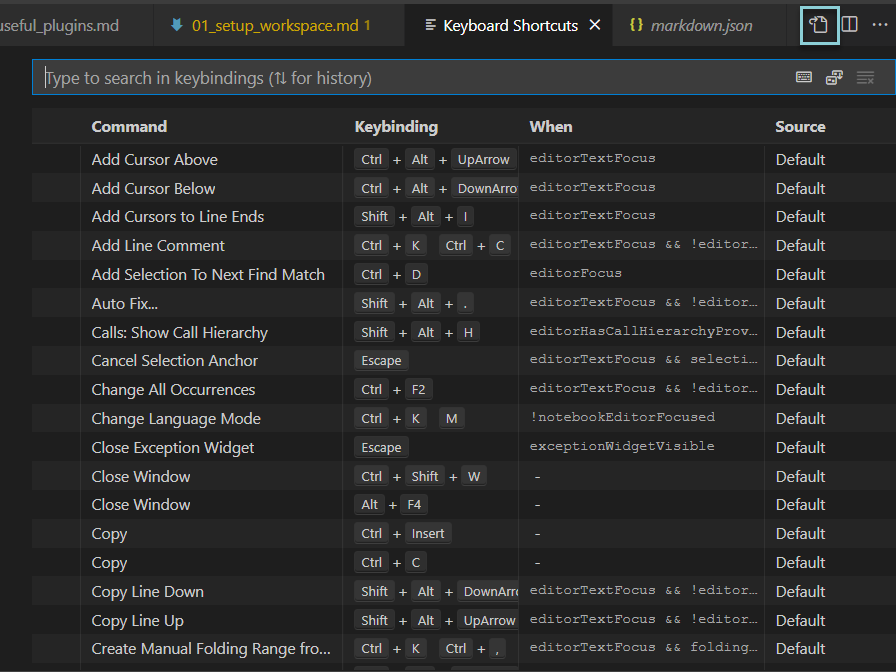 useful_plugins.md 01_setup_workspace.md 1 Keyboard Shortcuts {} markdown.json
Type to search in keybindings (⇅ for history)
Command Keybinding When Source
Add Cursor Above Ctrl + Alt + UpArrow editorTextFocus Default
Add Cursor Below Ctrl + Alt + DownArro editorTextFocus Default
Add Cursors to Line Ends Shift + Alt + I editorTextFocus Default
Add Line Comment Ctrl + K Ctrl + C editorTextFocus && !editor… Default
Add Selection To Next Find Match Ctrl + D editorFocus Default
Auto Fix... Shift + Alt + . editorTextFocus && !editor… Default
Calls: Show Call Hierarchy Shift + Alt + H editorHasCallHierarchyProv… Default
Cancel Selection Anchor Escape editorTextFocus && selecti… Default
Change All Occurrences Ctrl + F2 editorTextFocus && !editor… Default
Change Language Mode Ctrl + K M !notebookEditorFocused Default
Close Exception Widget Escape exceptionWidgetVisible Default
Close Window Ctrl + Shift + W - Default
Close Window Alt + F4 - Default
Copy Ctrl + Insert - Default
Copy Ctrl + C - Default
Copy Line Down Shift + Alt + DownArro editorTextFocus && !editor… Default
Copy Line Up Shift + Alt + UpArrow editorTextFocus && !editor… Default
Create Manual Folding Range fro... Ctrl + K Ctrl + , editorTextFocus && folding… Default